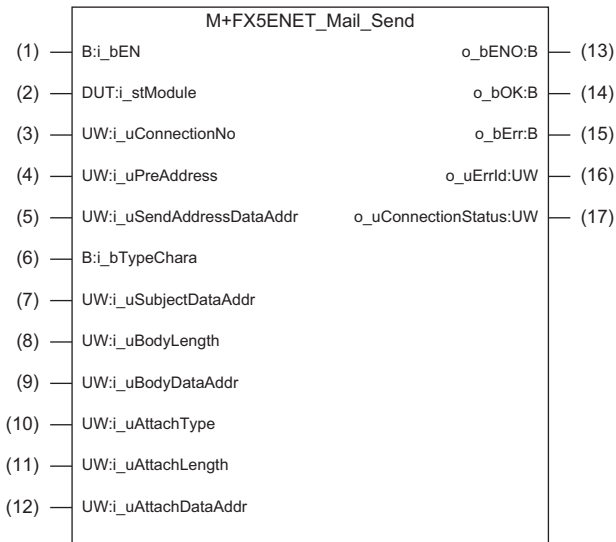 M+FX5ENET_Mail_Send
(1) B:i_bEN o_bENO:B (13)
(2) DUT:i_stModule o_bOK:B (14)
(3) UW:i_uConnectionNo o_bErr:B (15)
(4) UW:i_uPreAddress o_uErrId:UW (16)
(5) UW:i_uSendAddressDataAddr o_uConnectionStatus:UW (17)
(6) B:i_bTypeChara
(7) UW:i_uSubjectDataAddr
(8) UW:i_uBodyLength
(9) UW:i_uBodyDataAddr
(10) UW:i_uAttachType
(11) UW:i_uAttachLength
(12) UW:i_uAttachDataAddr